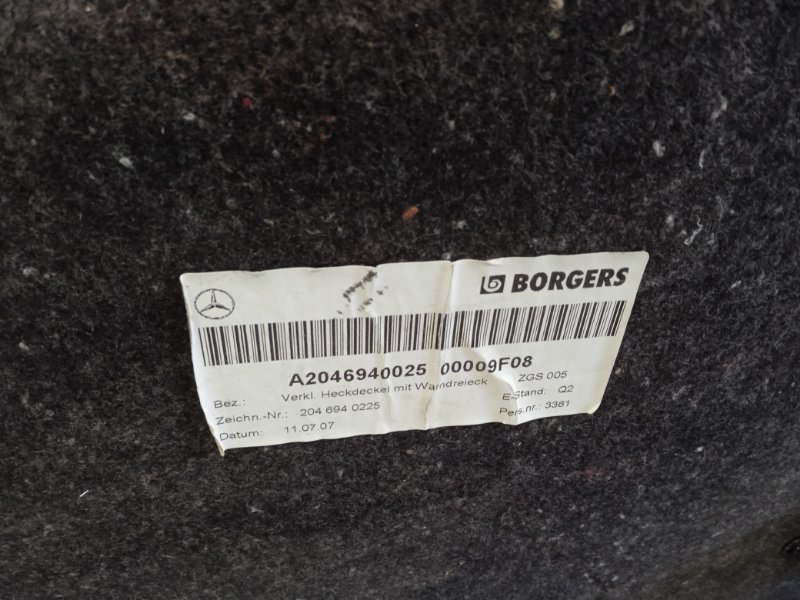 BORGERS
A2046940025 00009F08
Bez.: Verkl. Heckdeckel mit Warndreieck ZGS 005
Zeichn.-Nr.: 204 694 0225 E-Stand: Q2
Datum: 11.07.07 Pers.nr.: 3361